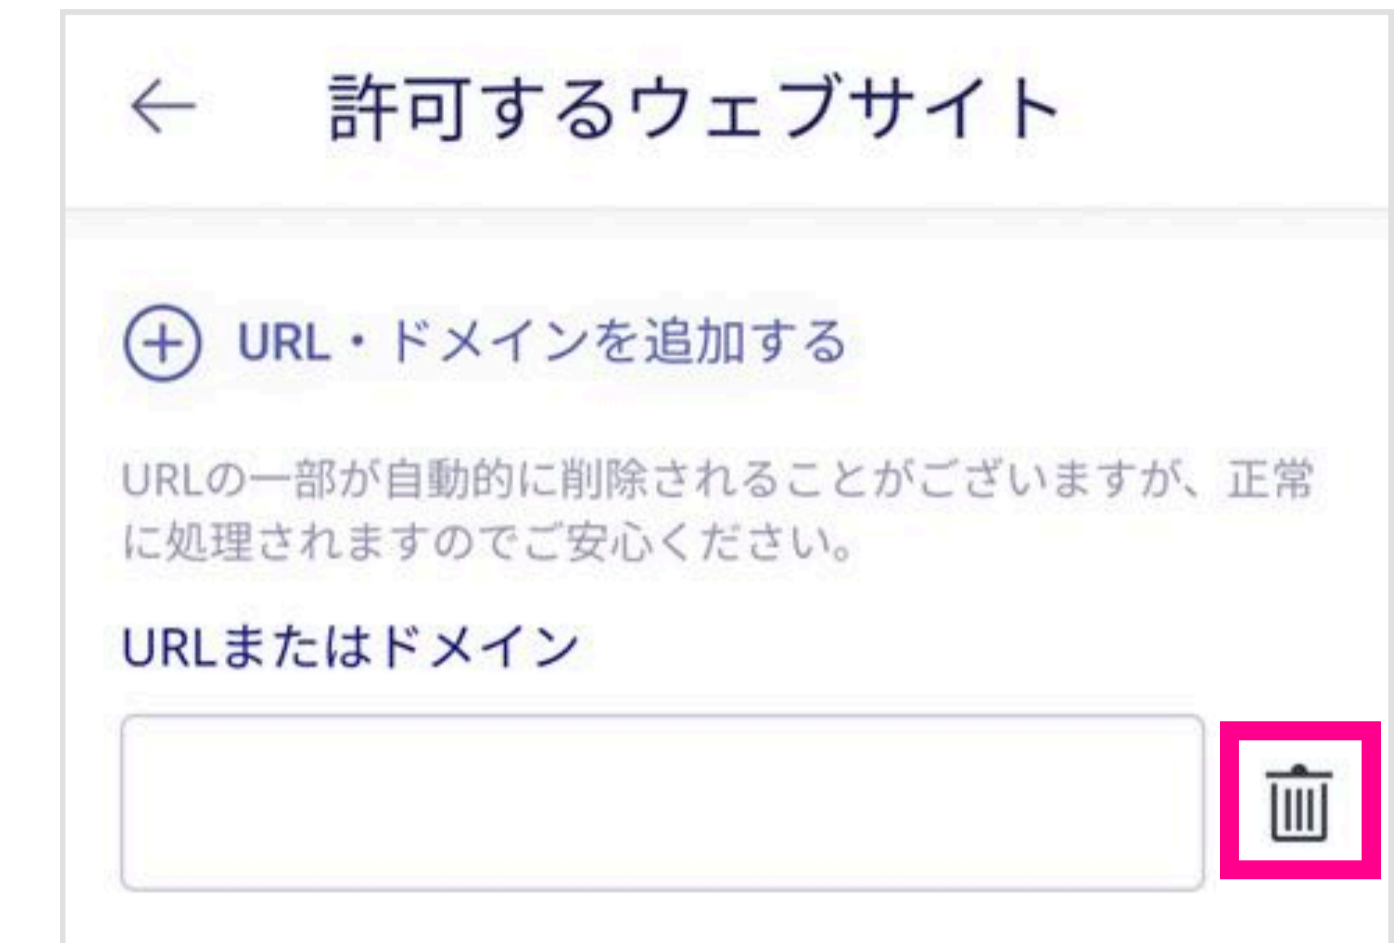 許可するウェブサイト
URL・ドメインを追加する
URLの一部が自動的に削除されることがございますが、正常
に処理されますのでご安心ください。
URLまたはドメイン